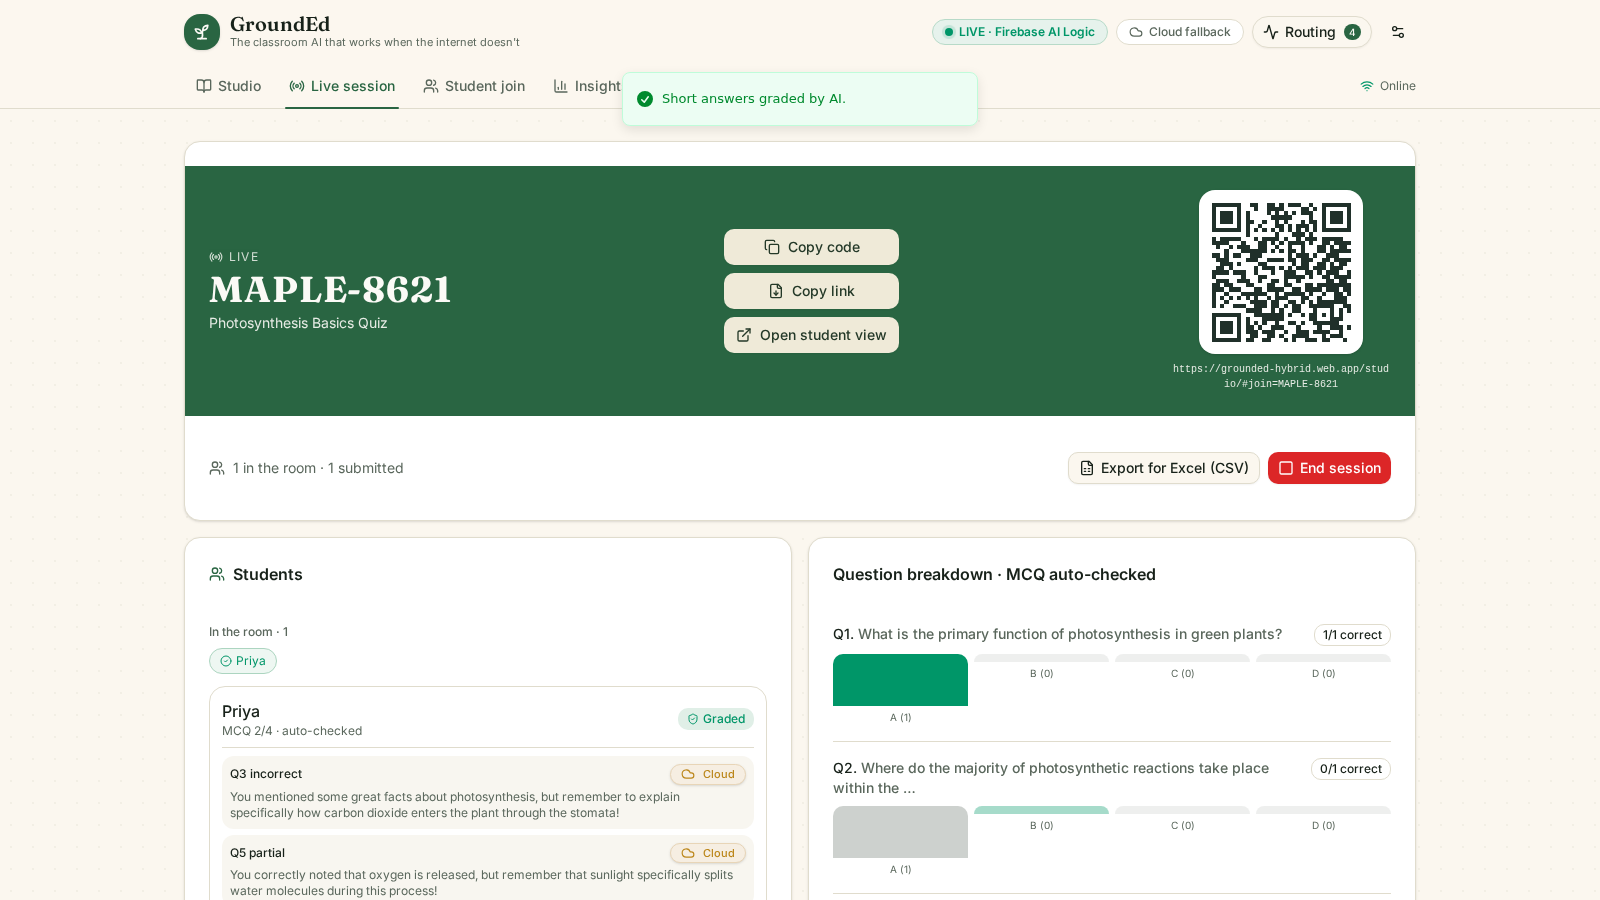 GroundEd
The classroom AI that works when the internet doesn't
LIVE · Firebase AI Logic
Cloud fallback
Routing 4
Studio
Live session
Student join
Insight
Online
Short answers graded by AI.
LIVE
MAPLE-8621
Photosynthesis Basics Quiz
Copy code
Copy link
Open student view
https://grounded-hybrid.web.app/stud
io/#join=MAPLE-8621
1 in the room · 1 submitted
Export for Excel (CSV)
End session
Students
In the room · 1
Priya
Priya
MCQ 2/4 · auto-checked
Graded
Q3 incorrect
Cloud
You mentioned some great facts about photosynthesis, but remember to explain
specifically how carbon dioxide enters the plant through the stomata!
Q5 partial
Cloud
You correctly noted that oxygen is released, but remember that sunlight specifically splits
water molecules during this process!
Question breakdown · MCQ auto-checked
Q1. What is the primary function of photosynthesis in green plants?
1/1 correct
A (1)
B (0)
C (0)
D (0)
Q2. Where do the majority of photosynthetic reactions take place
within the ...
0/1 correct
A (1)
B (0)
C (0)
D (0)